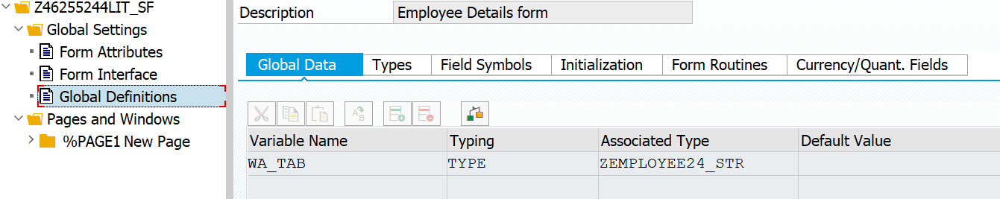 Z46255244LIT_SF
Global Settings
Form Attributes
Form Interface
Global Definitions
Pages and Windows
%PAGE1 New Page
Description Employee Details form
Global Data Types Field Symbols Initialization Form Routines Currency/Quant. Fields
Variable Name Typing Associated Type Default Value
WA_TAB TYPE ZEMPLOYEE24_STR